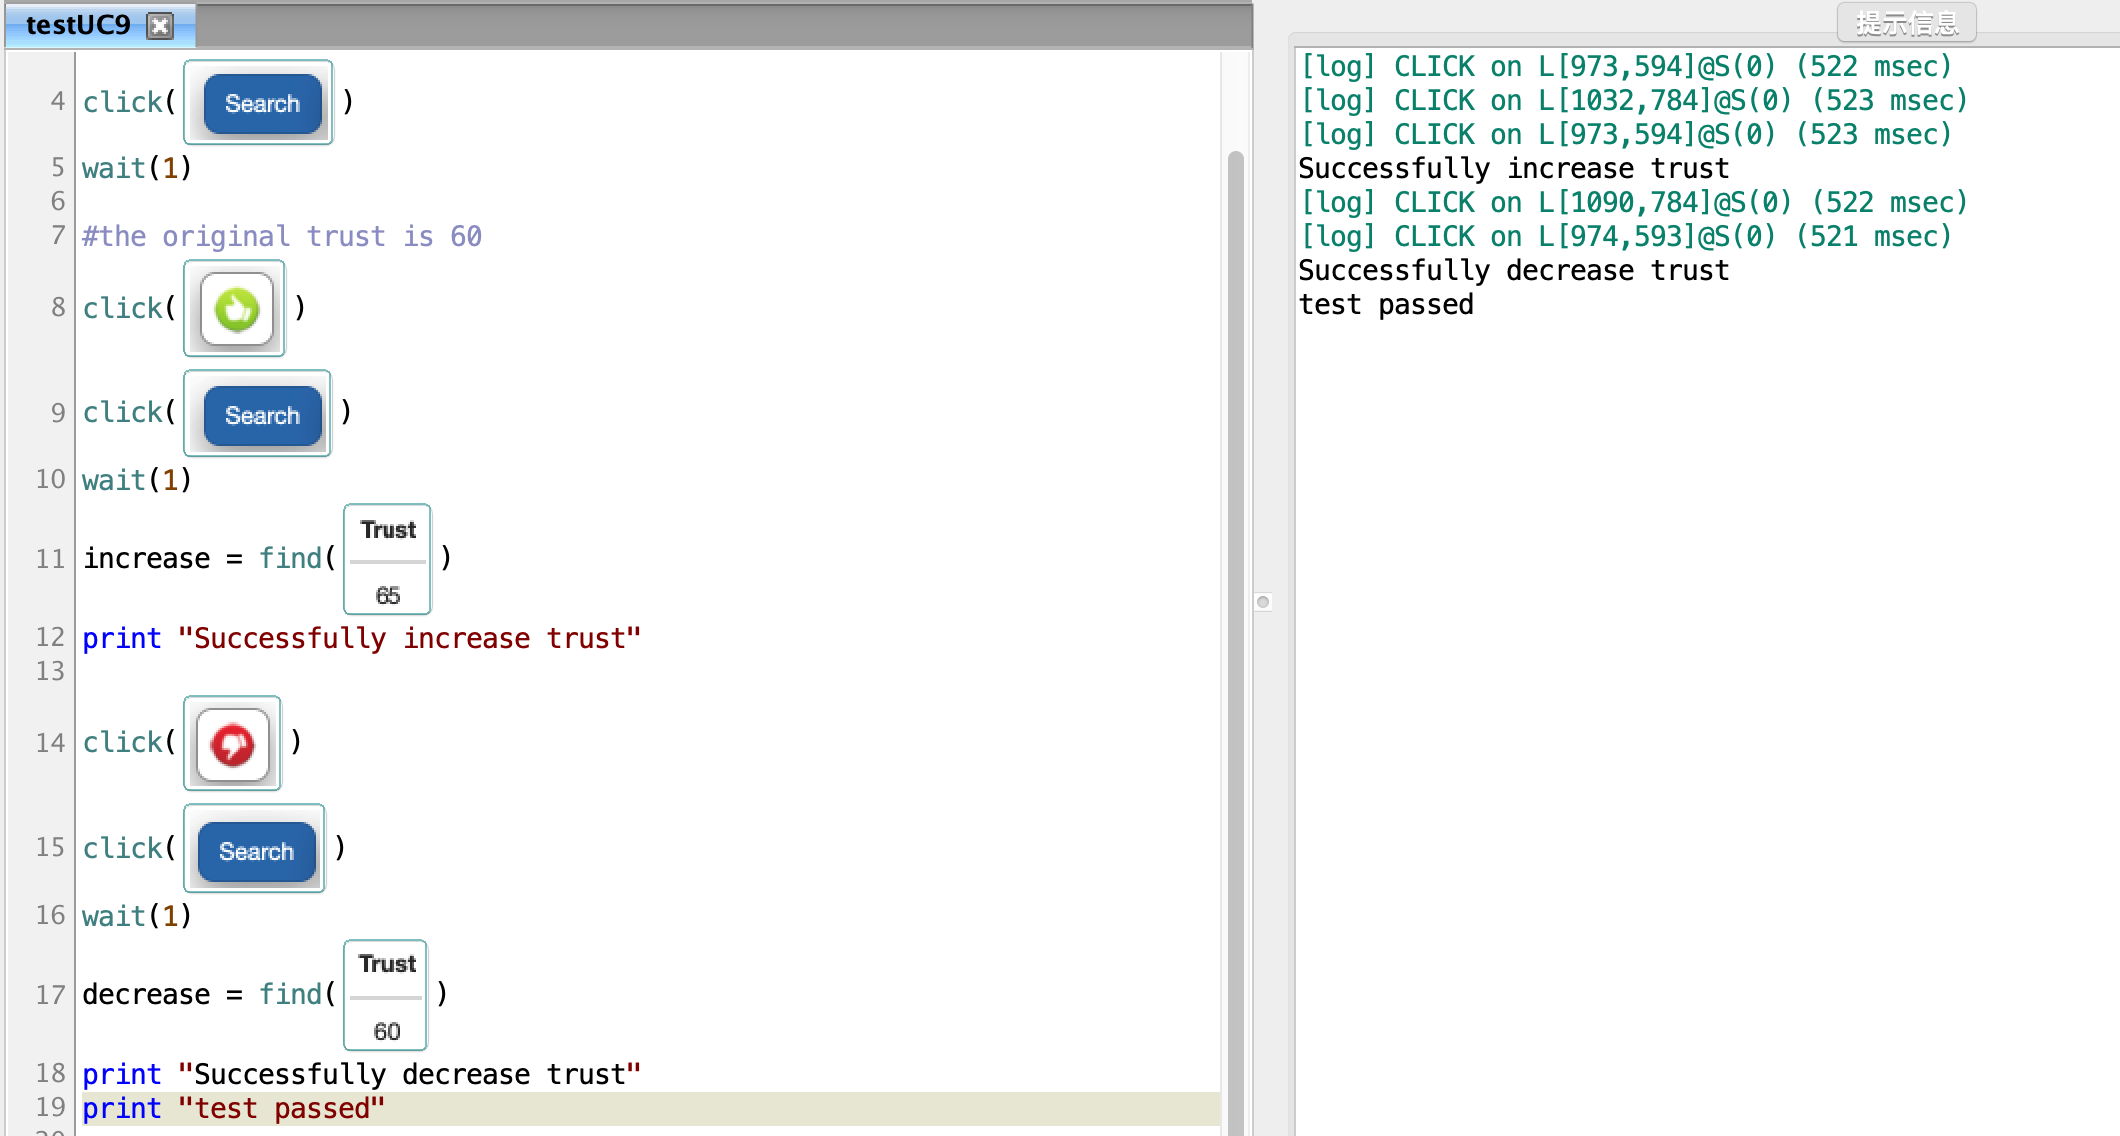 testUC9
4 click( Search )
5 wait(1)
6
7 #the original trust is 60
8 click( )
9 click( Search )
10 wait(1)
11 increase = find( Trust 65 )
12 print "Successfully increase trust"
13
14 click( )
15 click( Search )
16 wait(1)
17 decrease = find( Trust 60 )
18 print "Successfully decrease trust"
19 print "test passed"
提示信息
[log] CLICK on L[973,594]@S(0) (522 msec)
[log] CLICK on L[1032,784]@S(0) (523 msec)
[log] CLICK on L[973,594]@S(0) (523 msec)
Successfully increase trust
[log] CLICK on L[1090,784]@S(0) (522 msec)
[log] CLICK on L[974,593]@S(0) (521 msec)
Successfully decrease trust
test passed